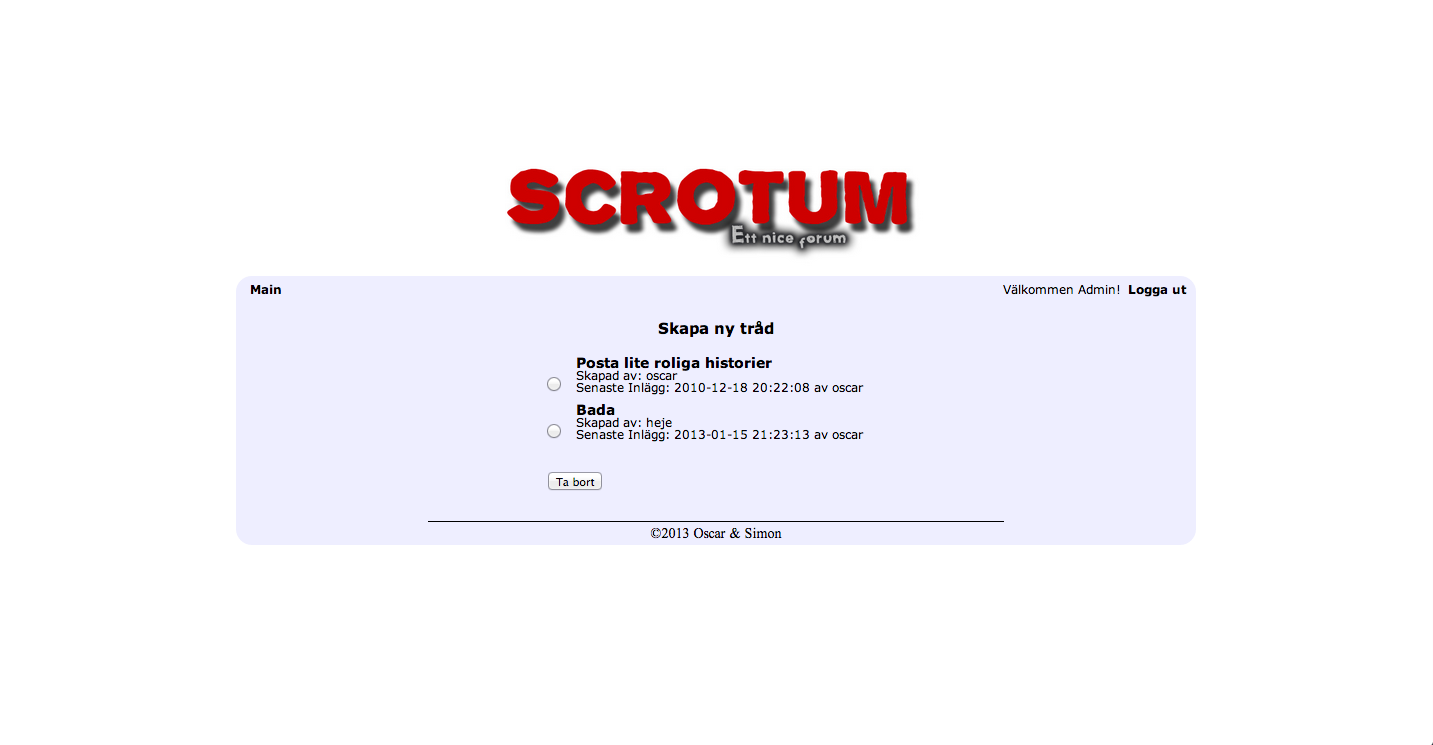 SCROTUM
Ett nice forum
Main
Välkommen Admin! Logga ut
Skapa ny tråd
Posta lite roliga historier
Skapad av: oscar
Senaste Inlägg: 2010-12-18 20:22:08 av oscar
Bada
Skapad av: heje
Senaste Inlägg: 2013-01-15 21:23:13 av oscar
Ta bort
©2013 Oscar & Simon